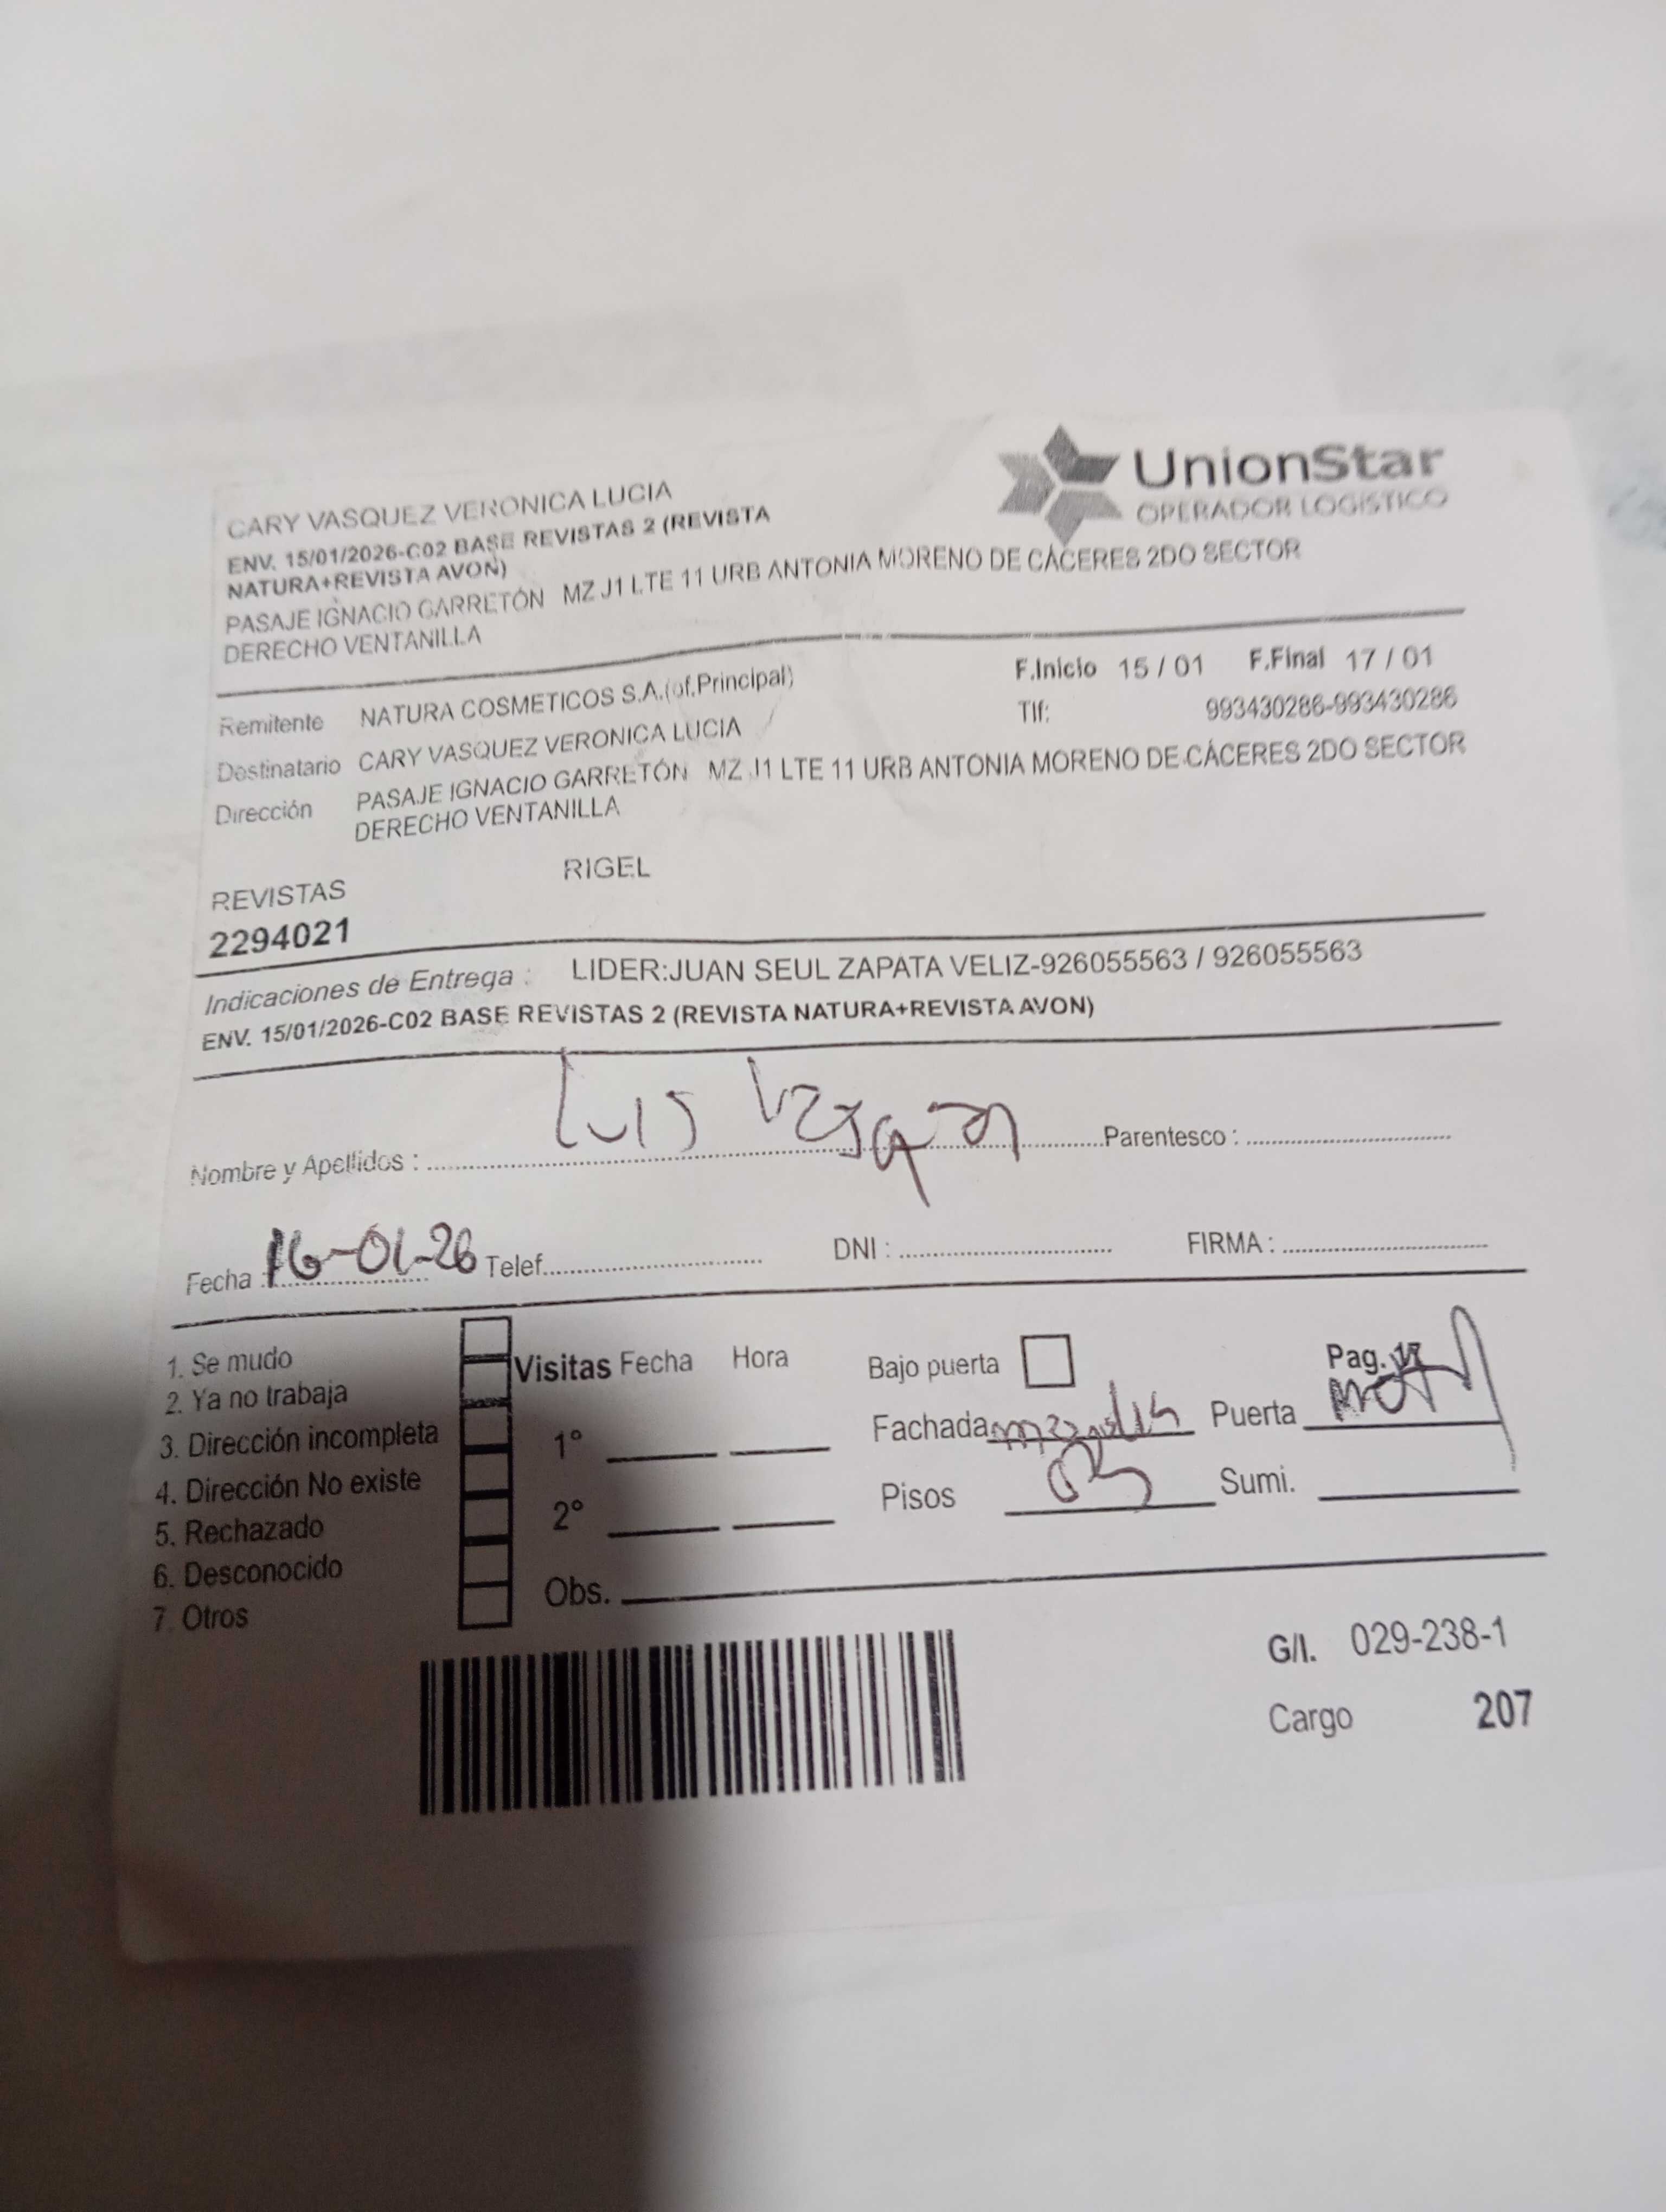 UnionStar
OPERADOR LOGISTICO
CARY VASQUEZ VERONICA LUCIA
ENV. 15/01/2026-C02 BASE REVISTAS 2 (REVISTA
NATURA+REVISTA AVON)
PASAJE IGNACIO GARRETÓN MZ J1 LTE 11 URB ANTONIA MORENO DE CÁCERES 2DO SECTOR
DERECHO VENTANILLA
Remitente NATURA COSMETICOS S.A.(of.Principal) F.Inicio 15 / 01 F.Final 17 / 01
Destinatario CARY VASQUEZ VERONICA LUCIA Tlf: 993430286-993430286
Dirección PASAJE IGNACIO GARRETÓN MZ J1 LTE 11 URB ANTONIA MORENO DE CÁCERES 2DO SECTOR
DERECHO VENTANILLA
REVISTAS RIGEL
2294021
Indicaciones de Entrega : LIDER:JUAN SEUL ZAPATA VELIZ-926055563 / 926055563
ENV. 15/01/2026-C02 BASE REVISTAS 2 (REVISTA NATURA+REVISTA AVON)
Nombre y Apellidos : Luis Parentesco :
Fecha : 16-01-26 Telef. DNI : FIRMA :
1. Se mudo
2. Ya no trabaja
3. Dirección incompleta
4. Dirección No existe
5. Rechazado
6. Desconocido
7. Otros
Visitas Fecha Hora
1°
2°
Obs.
Bajo puerta Pag.
Fachada Puerta
Pisos 03 Sumi.
G/I. 029-238-1
Cargo 207